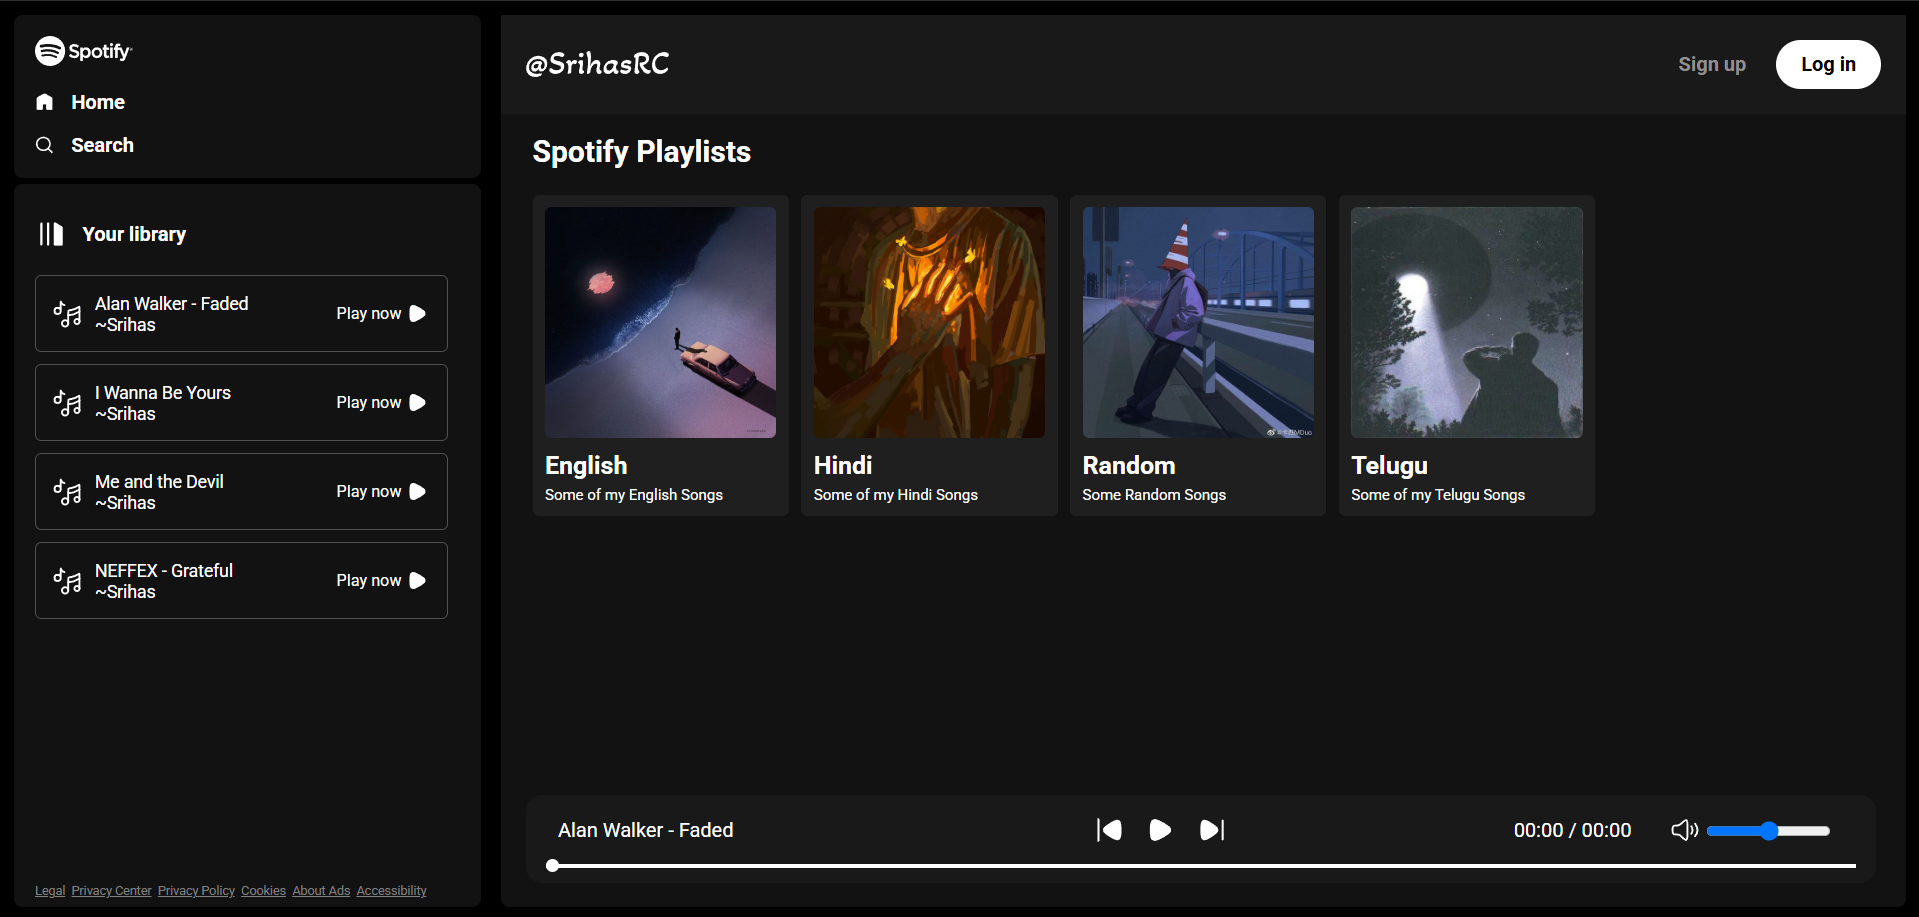 Spotify
Home
Search
Your library
Alan Walker - Faded
~Srihas
Play now
I Wanna Be Yours
~Srihas
Play now
Me and the Devil
~Srihas
Play now
NEFFEX - Grateful
~Srihas
Play now
Legal Privacy Center Privacy Policy Cookies About Ads Accessibility
@SrihasRC
Sign up
Log in
Spotify Playlists
English
Some of my English Songs
Hindi
Some of my Hindi Songs
Random
Some Random Songs
Telugu
Some of my Telugu Songs
Alan Walker - Faded
00:00 / 00:00